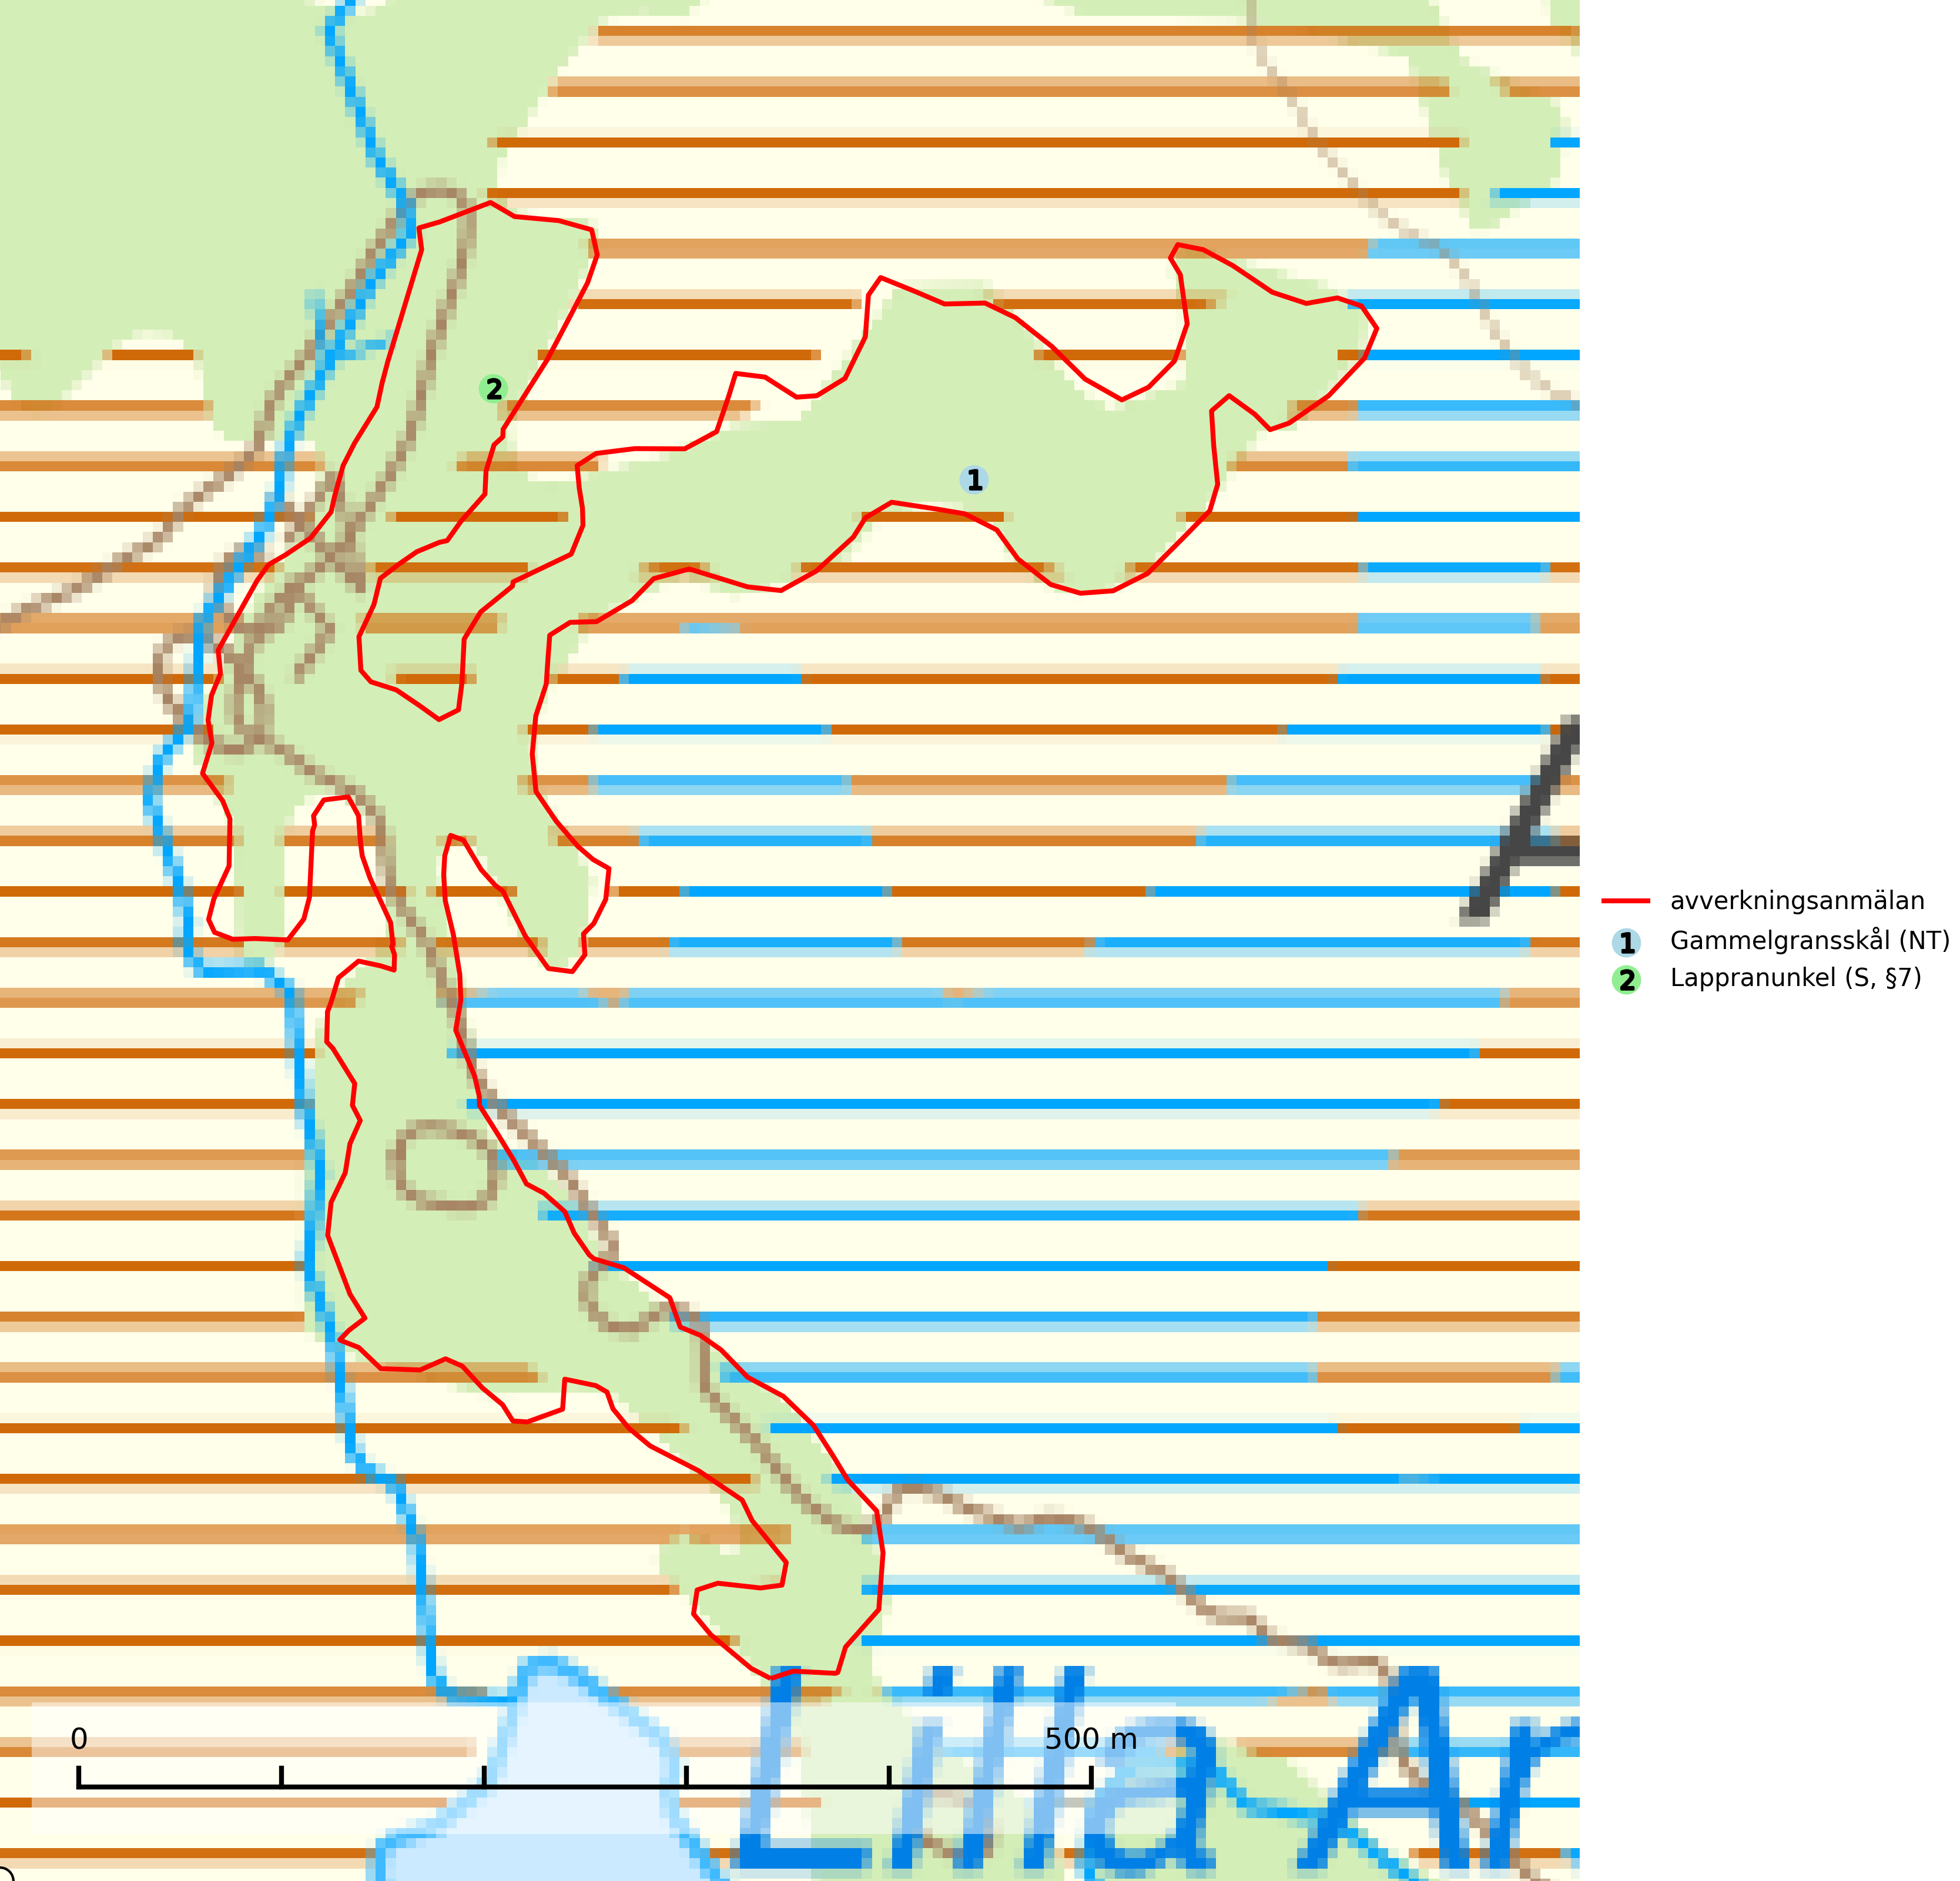 2
1
avverkningsanmälan
1 Gammelgransskål (NT)
2 Lappranunkel (S, §7)
0 500 m
Lilla Ar